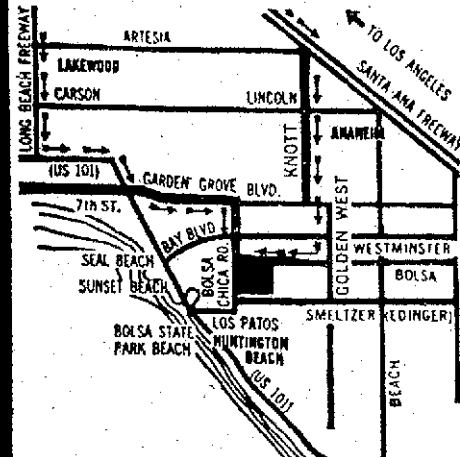 TO LOS ANGELES
SANTA ANA FREEWAY
ARTESIA
LONG BEACH FREEWAY
LAKEWOOD
CARSON
LINCOLN
KNOTT
ANAHEIM
(US 101)
GARDEN GROVE BLVD.
7TH ST.
GOLDEN WEST
BAY BLVD
WESTMINSTER
SEAL BEACH
BOLSA CHICA RD.
BOLSA
SUNSET BEACH
LOS PATOS
SMELTZER (EDINGER)
BOLSA STATE
PARK BEACH
HUNTINGTON
BEACH
(US 101)
BEACH